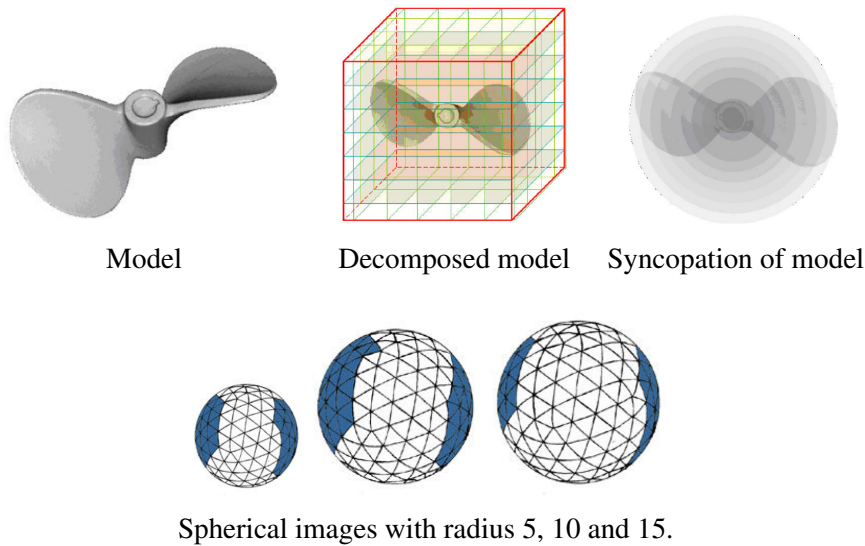 Model
Decomposed model
Syncopation of model
Spherical images with radius 5, 10 and 15.